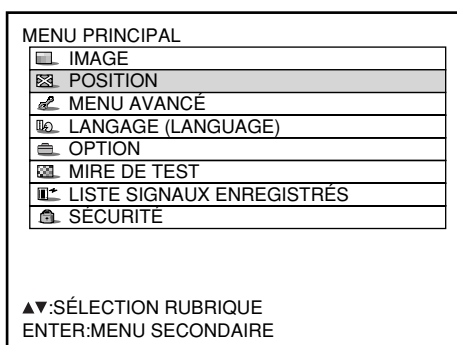 MENU PRINCIPAL
IMAGE
POSITION
MENU AVANCÉ
LANGAGE (LANGUAGE)
OPTION
MIRE DE TEST
LISTE SIGNAUX ENREGISTRÉS
SÉCURITÉ
▲▼:SÉLECTION RUBRIQUE
ENTER:MENU SECONDAIRE